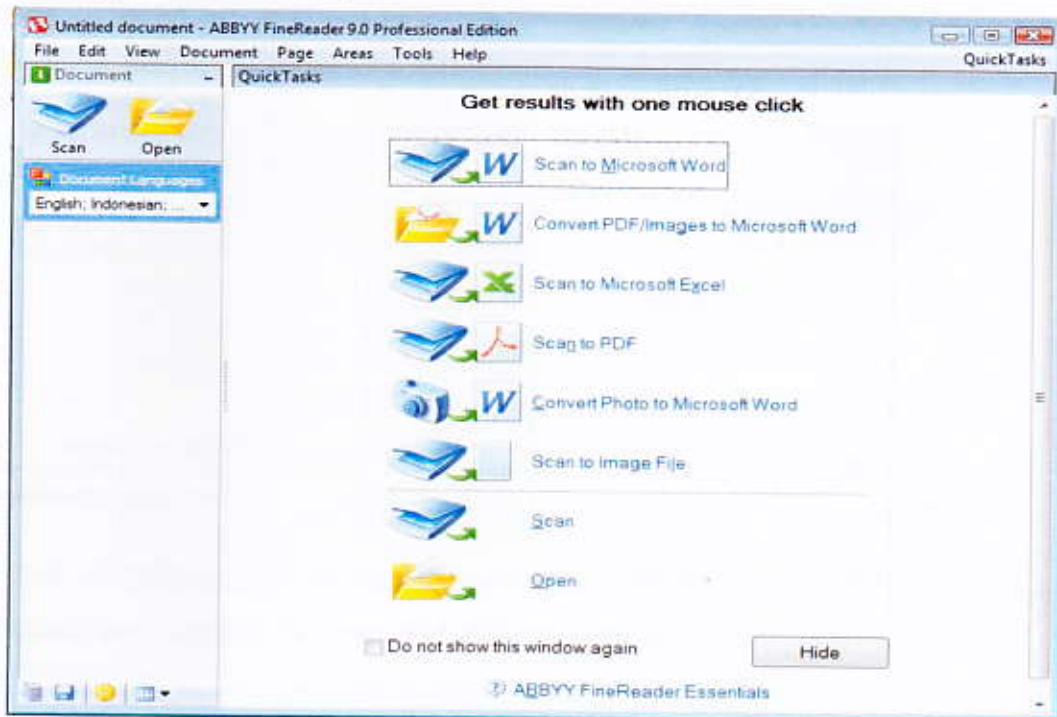 Untitled document - ABBYY FineReader 9.0 Professional Edition
File Edit View Document Page Areas Tools Help
QuickTasks
1 Document
QuickTasks
Get results with one mouse click
Scan Open
Document Languages
English; Indonesian; ...
Scan to Microsoft Word
W
Convert PDF/Images to Microsoft Word
W
Scan to Microsoft Excel
Scan to PDF
Convert Photo to Microsoft Word
W
Scan to Image File
Scan
Open
Do not show this window again
Hide
ABBYY FineReader Essentials